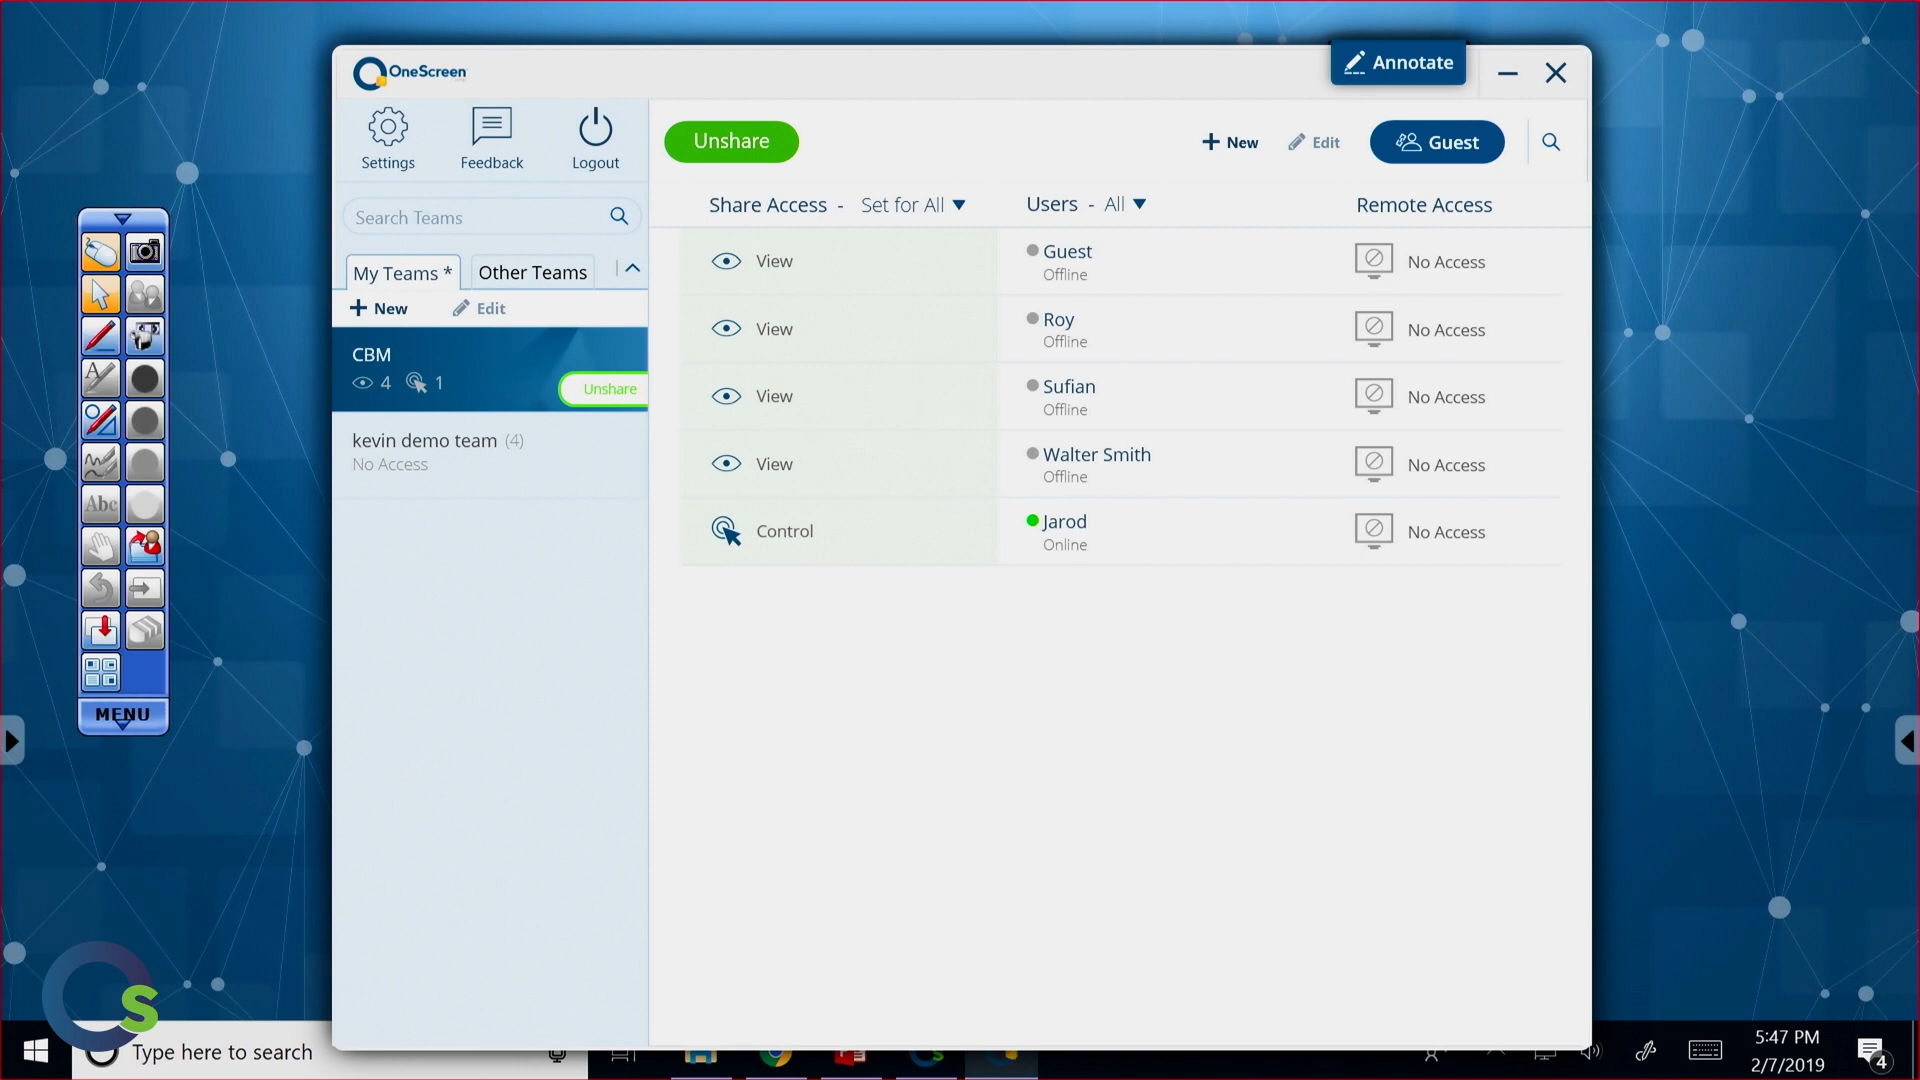 OneScreen
Annotate
Settings
Feedback
Logout
Unshare
New
Edit
Guest
Search Teams
Share Access - Set for All
Users - All
Remote Access
My Teams *
Other Teams
New
Edit
CBM
4
1
Unshare
kevin demo team (4)
No Access
View
Guest
Offline
No Access
View
Roy
Offline
No Access
View
Sufian
Offline
No Access
View
Walter Smith
Offline
No Access
Control
Jarod
Online
No Access
A
Abc
MENU
S
Type here to search
5:47 PM
2/7/2019
4